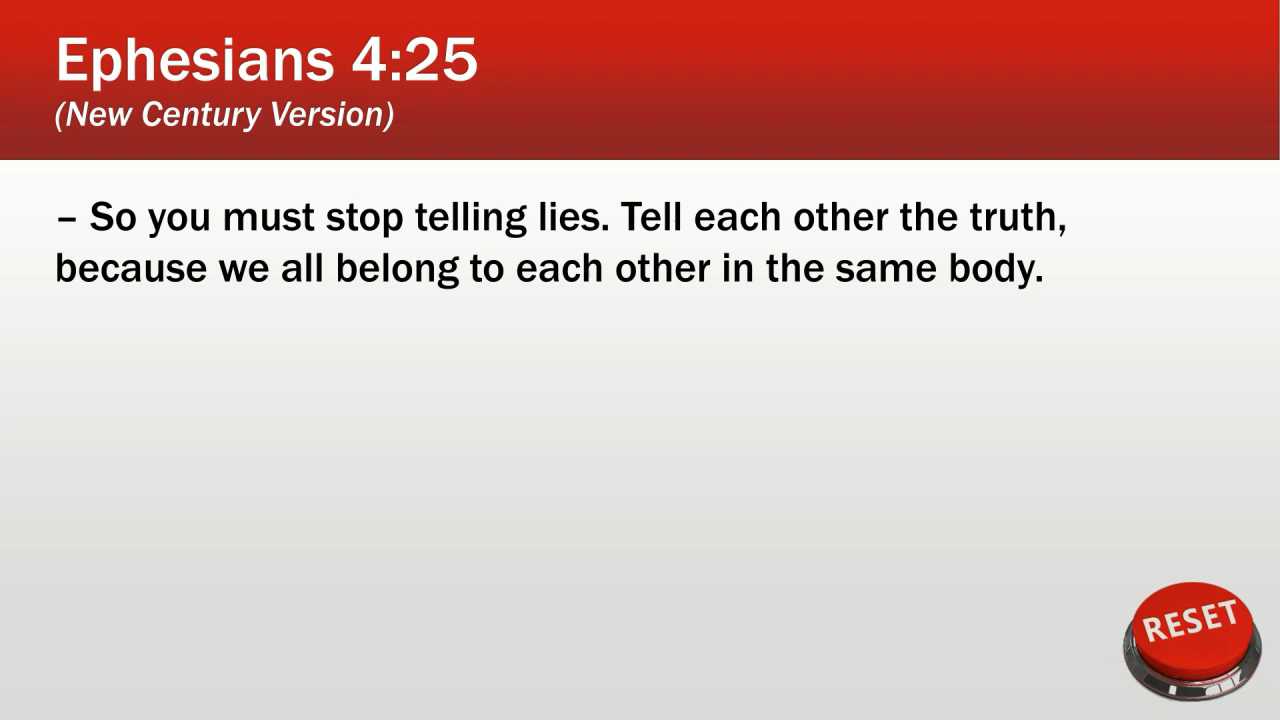 Ephesians 4:25
(New Century Version)
– So you must stop telling lies. Tell each other the truth,
because we all belong to each other in the same body.
RESET